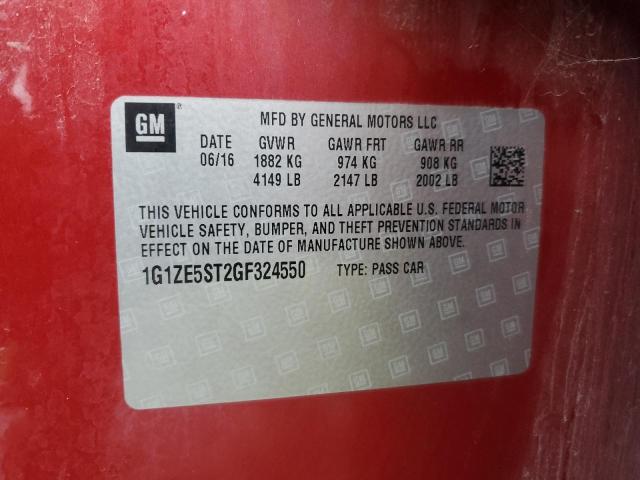 GM ® MFD BY GENERAL MOTORS LLC
DATE GVWR GAWR FRT GAWR RR
06/16 1882 KG 974 KG 908 KG
4149 LB 2147 LB 2002 LB
THIS VEHICLE CONFORMS TO ALL APPLICABLE U.S. FEDERAL MOTOR
VEHICLE SAFETY, BUMPER, AND THEFT PREVENTION STANDARDS IN
EFFECT ON THE DATE OF MANUFACTURE SHOWN ABOVE.
1G1ZE5ST2GF324550 TYPE: PASS CAR